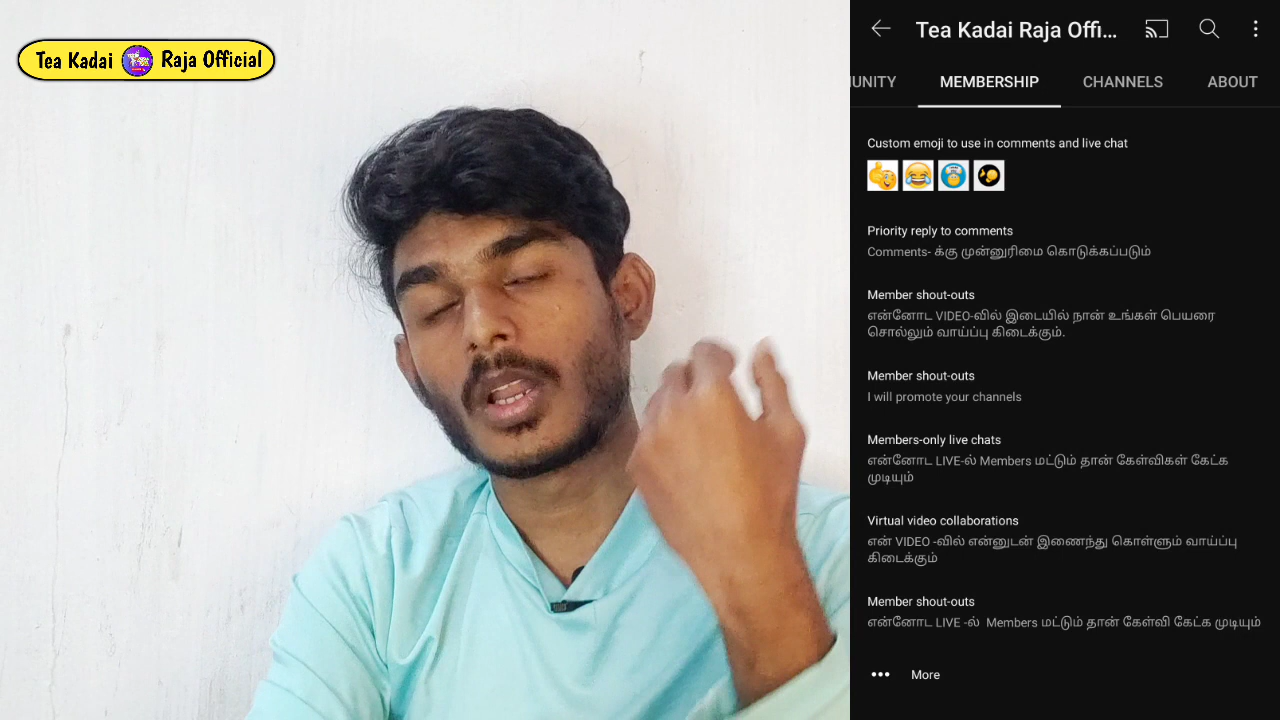 Tea Kadai Raja Official
Tea Kadai Raja Offi...
UNITY MEMBERSHIP CHANNELS ABOUT
Custom emoji to use in comments and live chat
Priority reply to comments
Comments- க்கு முன்னுரிமை கொடுக்கப்படும்
Member shout-outs
என்னோட VIDEO-வில் இடையில் நான் உங்கள் பெயரை
சொல்லும் வாய்ப்பு கிடைக்கும்.
Member shout-outs
I will promote your channels
Members-only live chats
என்னோட LIVE-ல் Members மட்டும் தான் கேள்விகள் கேட்க
முடியும்
Virtual video collaborations
என் VIDEO -வில் என்னுடன் இணைந்து கொள்ளும் வாய்ப்பு
கிடைக்கும்
Member shout-outs
என்னோட LIVE -ல் Members மட்டும் தான் கேள்வி கேட்க முடியும்
More